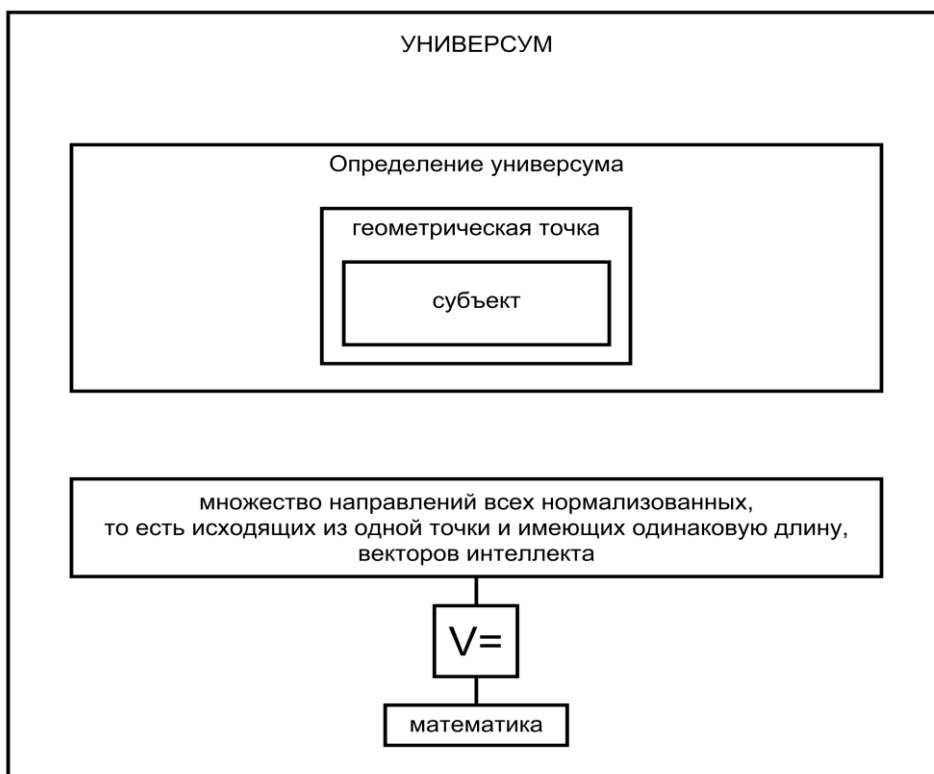 УНИВЕРСУМ
Определение универсума
геометрическая точка
субъект
множество направлений всех нормализованных,
то есть исходящих из одной точки и имеющих одинаковую длину,
векторов интеллекта
V=
математика